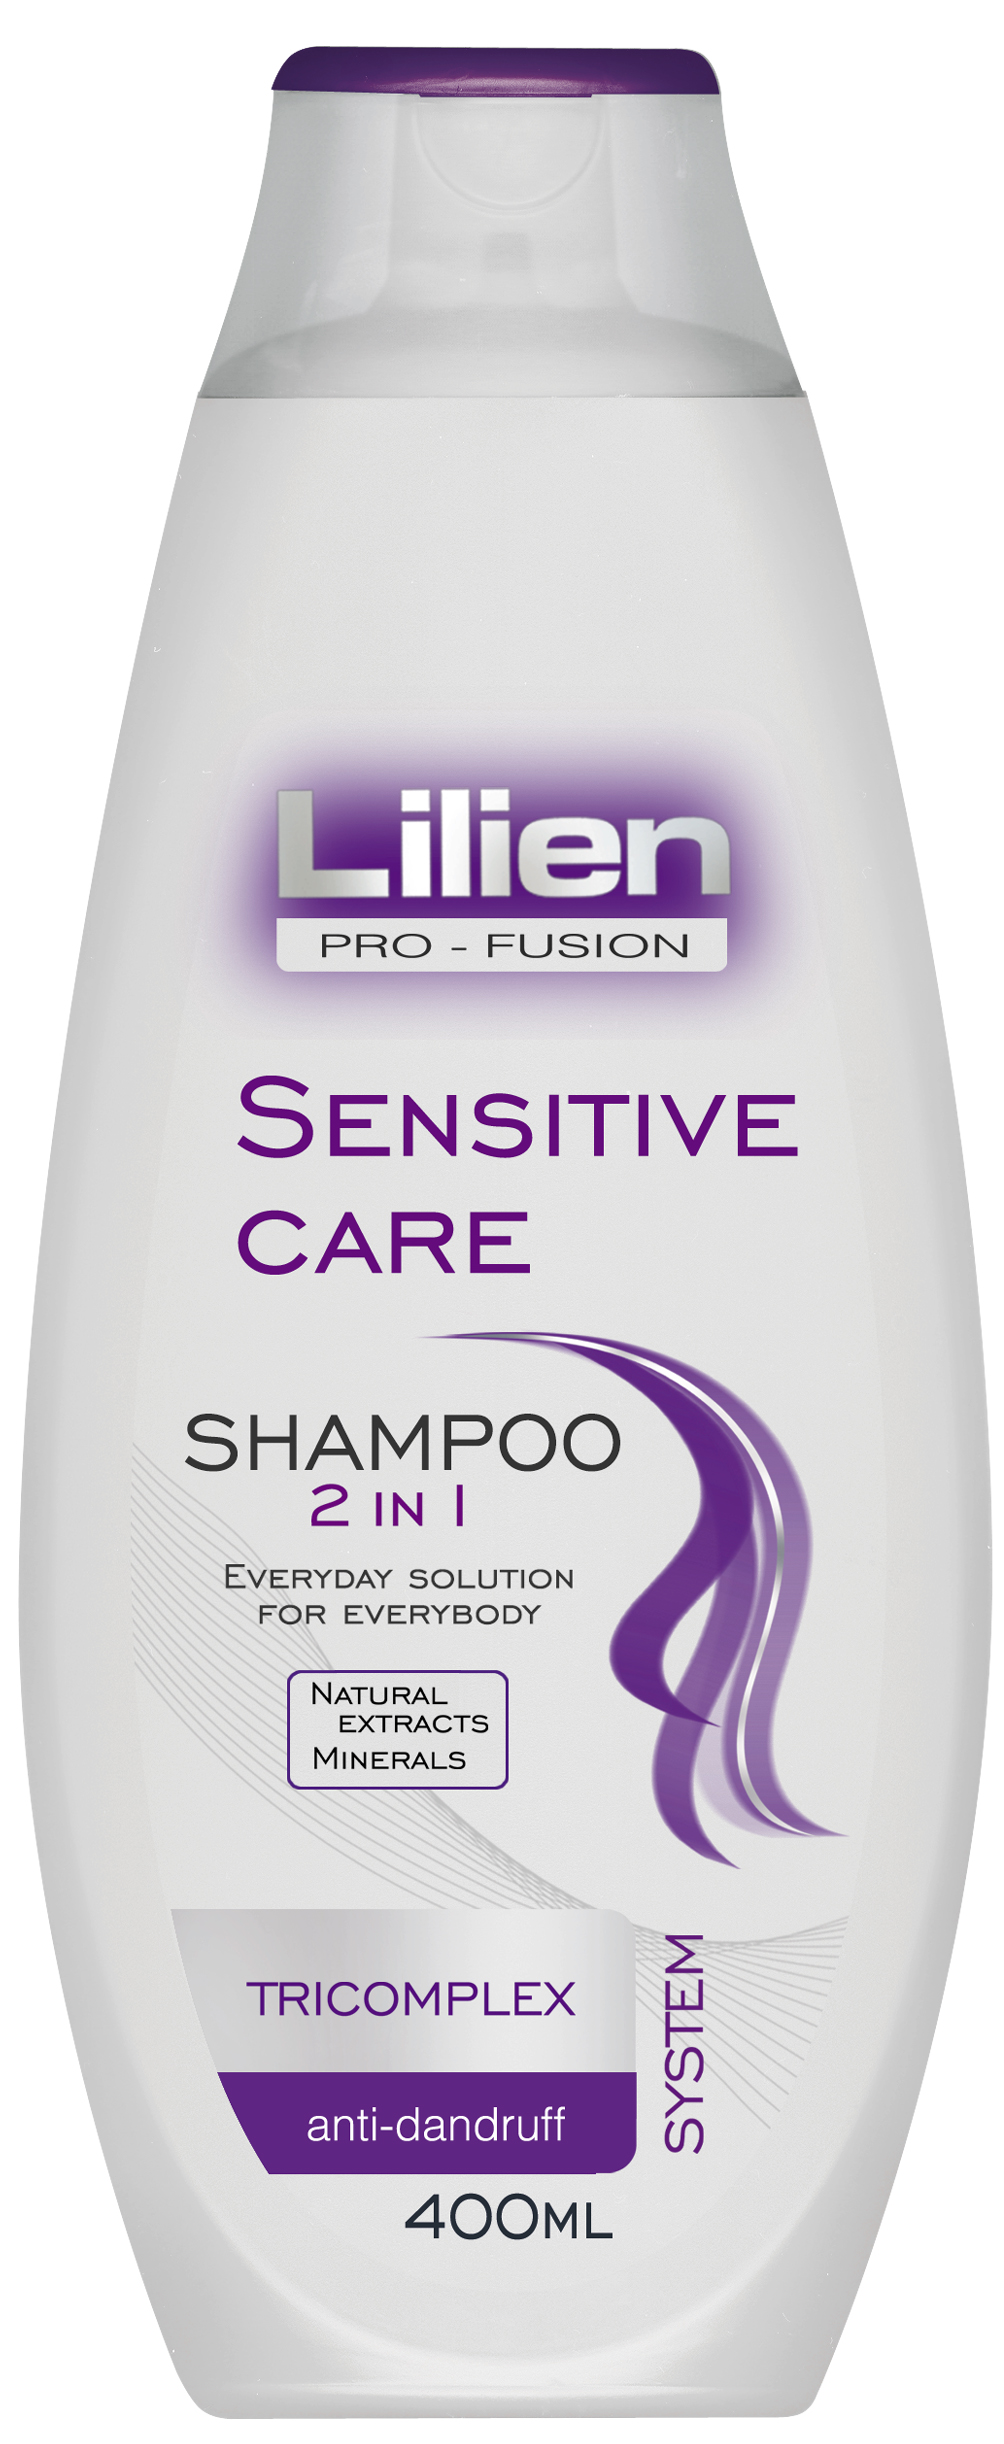 Lilien
PRO - FUSION
SENSITIVE
CARE
SHAMPOO
2 IN 1
EVERYDAY SOLUTION
FOR EVERYBODY
NATURAL
EXTRACTS
MINERALS
TRICOMPLEX
SYSTEM
anti-dandruff
400ML